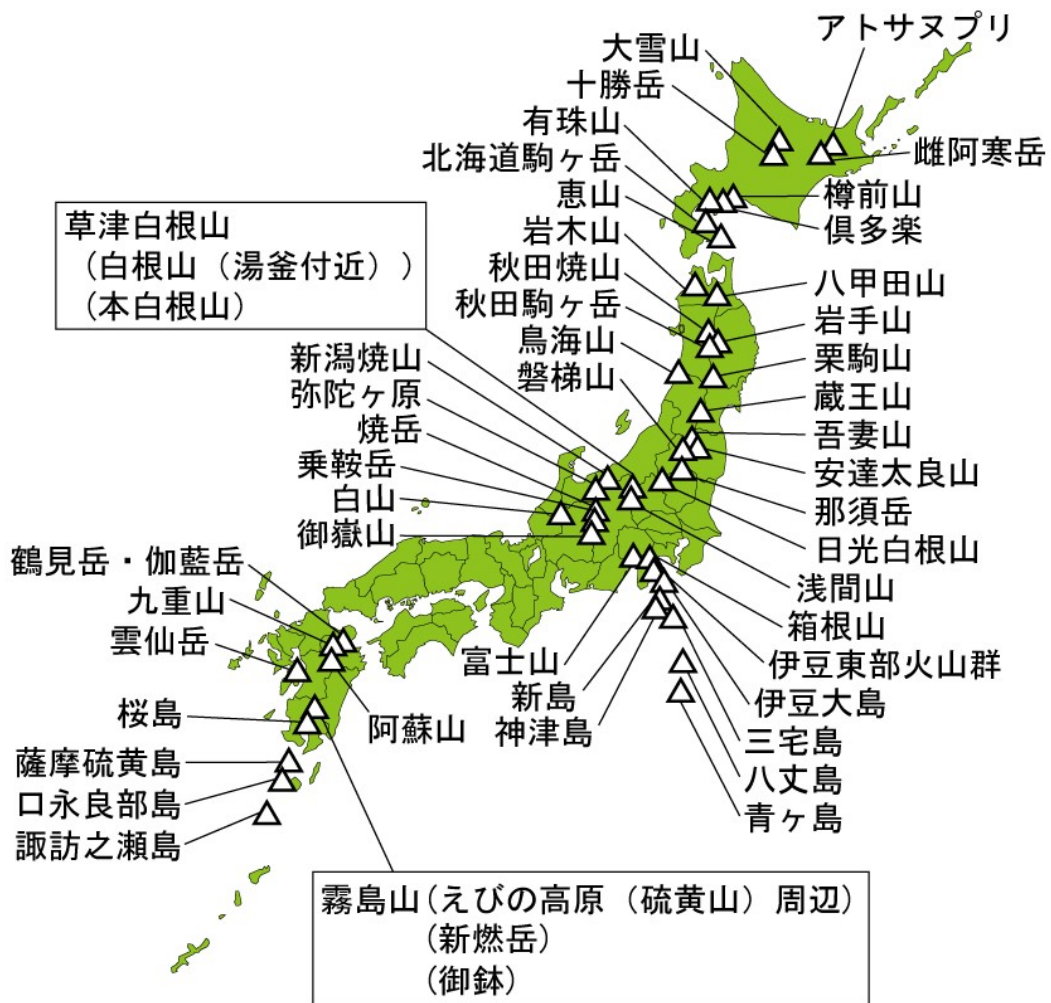 アトサヌプリ
大雪山
十勝岳
有珠山
北海道駒ヶ岳
恵山
岩木山
秋田焼山
秋田駒ヶ岳
鳥海山
磐梯山
雌阿寒岳
樽前山
倶多楽
八甲田山
岩手山
栗駒山
蔵王山
吾妻山
安達太良山
那須岳
日光白根山
浅間山
箱根山
伊豆東部火山群
伊豆大島
三宅島
八丈島
青ヶ島
草津白根山
(白根山(湯釜付近))
(本白根山)
新潟焼山
弥陀ヶ原
焼岳
乗鞍岳
白山
御嶽山
富士山
新島
神津島
鶴見岳・伽藍岳
九重山
雲仙岳
阿蘇山
桜島
薩摩硫黄島
口永良部島
諏訪之瀬島
霧島山(えびの高原(硫黄山)周辺)
(新燃岳)
(御鉢)